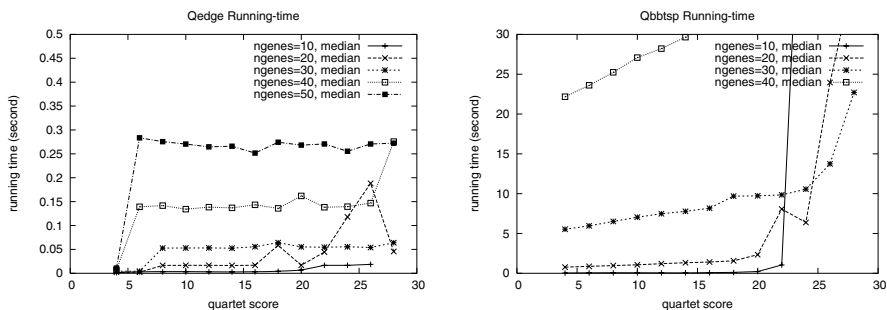 Qedge Running-time
0.5
0.45
0.4
0.35
0.3
0.25
0.2
0.15
0.1
0.05
0
running time (second)
ngenes=10, median
ngenes=20, median
ngenes=30, median
ngenes=40, median
ngenes=50, median
0 5 10 15 20 25 30
quartet score
Qbbtsp Running-time
30
25
20
15
10
5
0
running time (second)
ngenes=10, median
ngenes=20, median
ngenes=30, median
ngenes=40, median
0 5 10 15 20 25 30
quartet score